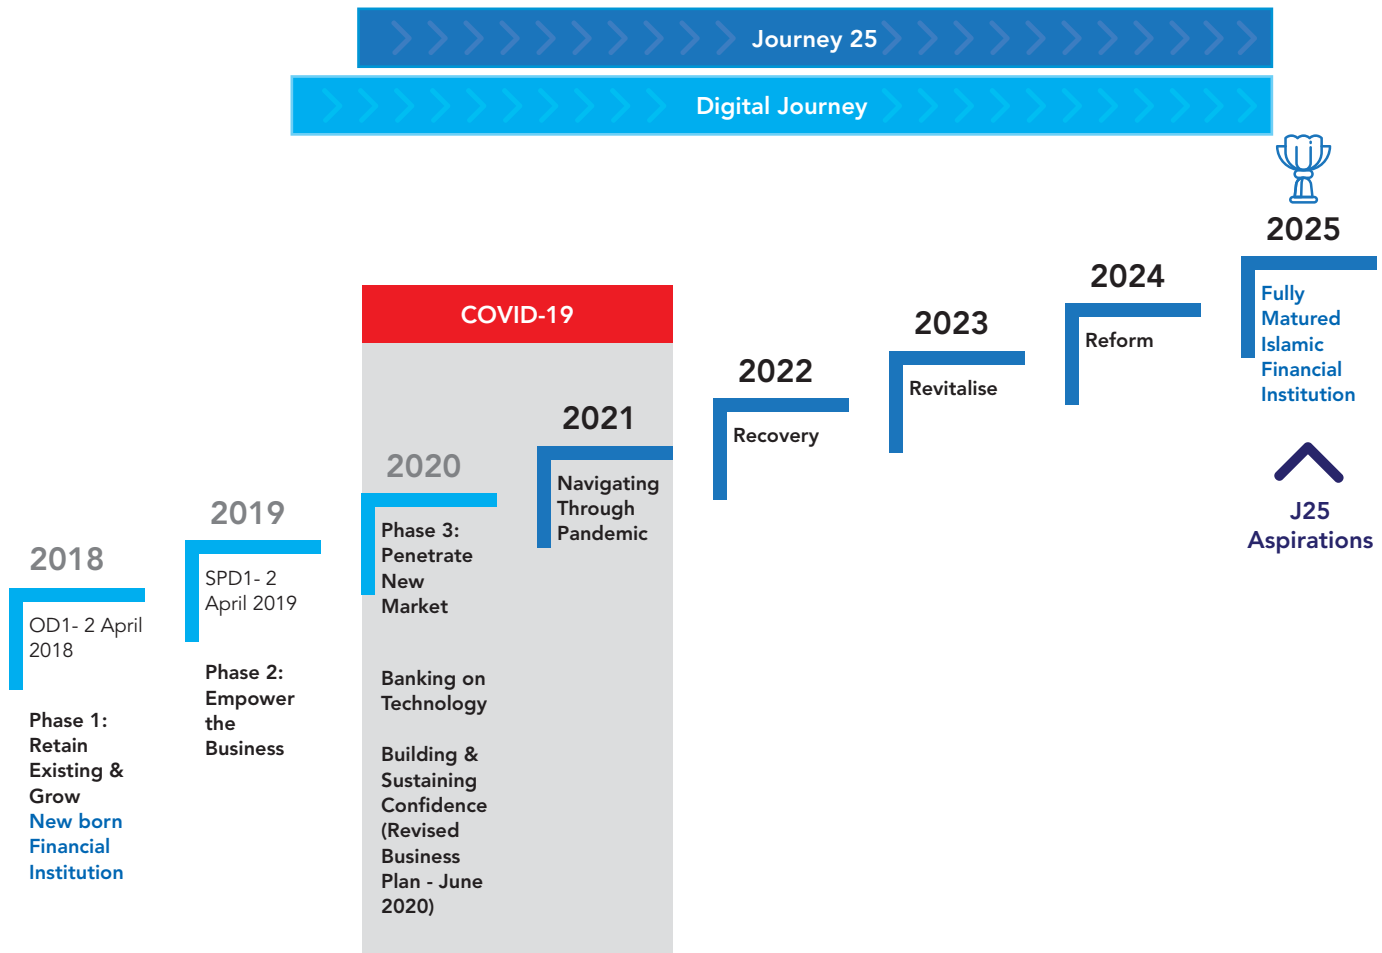 Journey 25
Digital Journey
2018
OD1- 2 April
2018
Phase 1:
Retain
Existing &
Grow
New born
Financial
Institution
2019
SPD1- 2
April 2019
Phase 2:
Empower
the
Business
COVID-19
2020
Phase 3:
Penetrate
New
Market
Banking on
Technology
Building &
Sustaining
Confidence
(Revised
Business
Plan - June
2020)
2021
Navigating
Through
Pandemic
2022
Recovery
2023
Revitalise
2024
Reform
2025
Fully
Matured
Islamic
Financial
Institution
J25
Aspirations